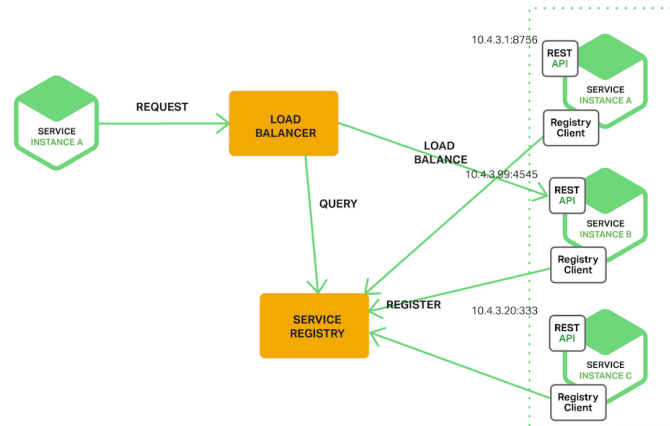 10.4.3.1:8756
REST
API
SERVICE
INSTANCE A
Registry
Client
REQUEST
SERVICE
INSTANCE A
LOAD
BALANCER
LOAD
BALANCE
10.4.3.99:4545
REST
API
SERVICE
INSTANCE B
QUERY
Registry
Client
SERVICE
REGISTRY
REGISTER
10.4.3.20:333
REST
API
SERVICE
INSTANCE C
Registry
Client